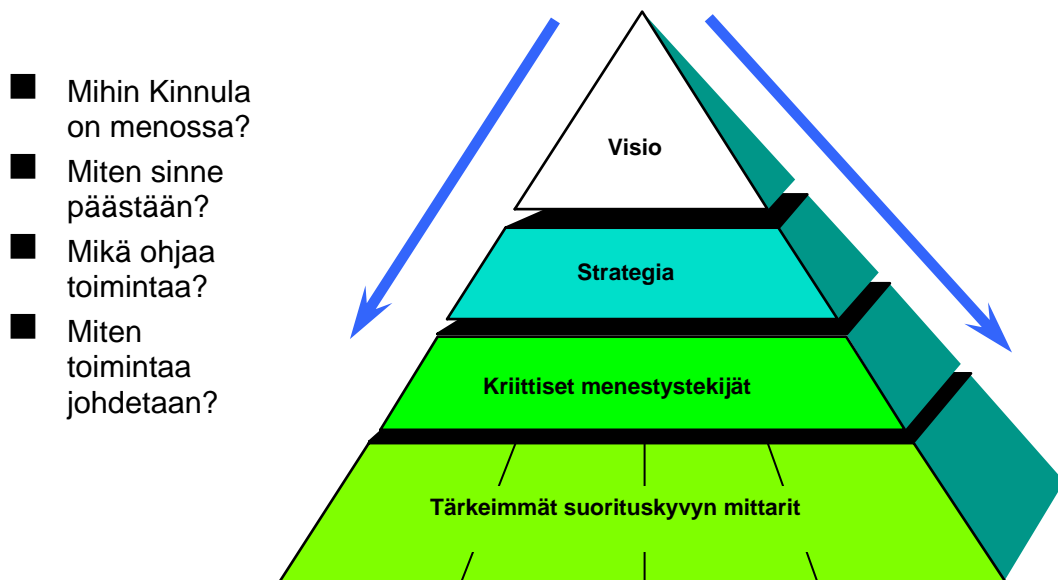 Mihin Kinnula
on menossa?
Miten sinne
päästään?
Mikä ohjaa
toimintaa?
Miten
toimintaa
johdetaan?
Visio
Strategia
Kriittiset menestystekijät
Tärkeimmät suorituskyvyn mittarit